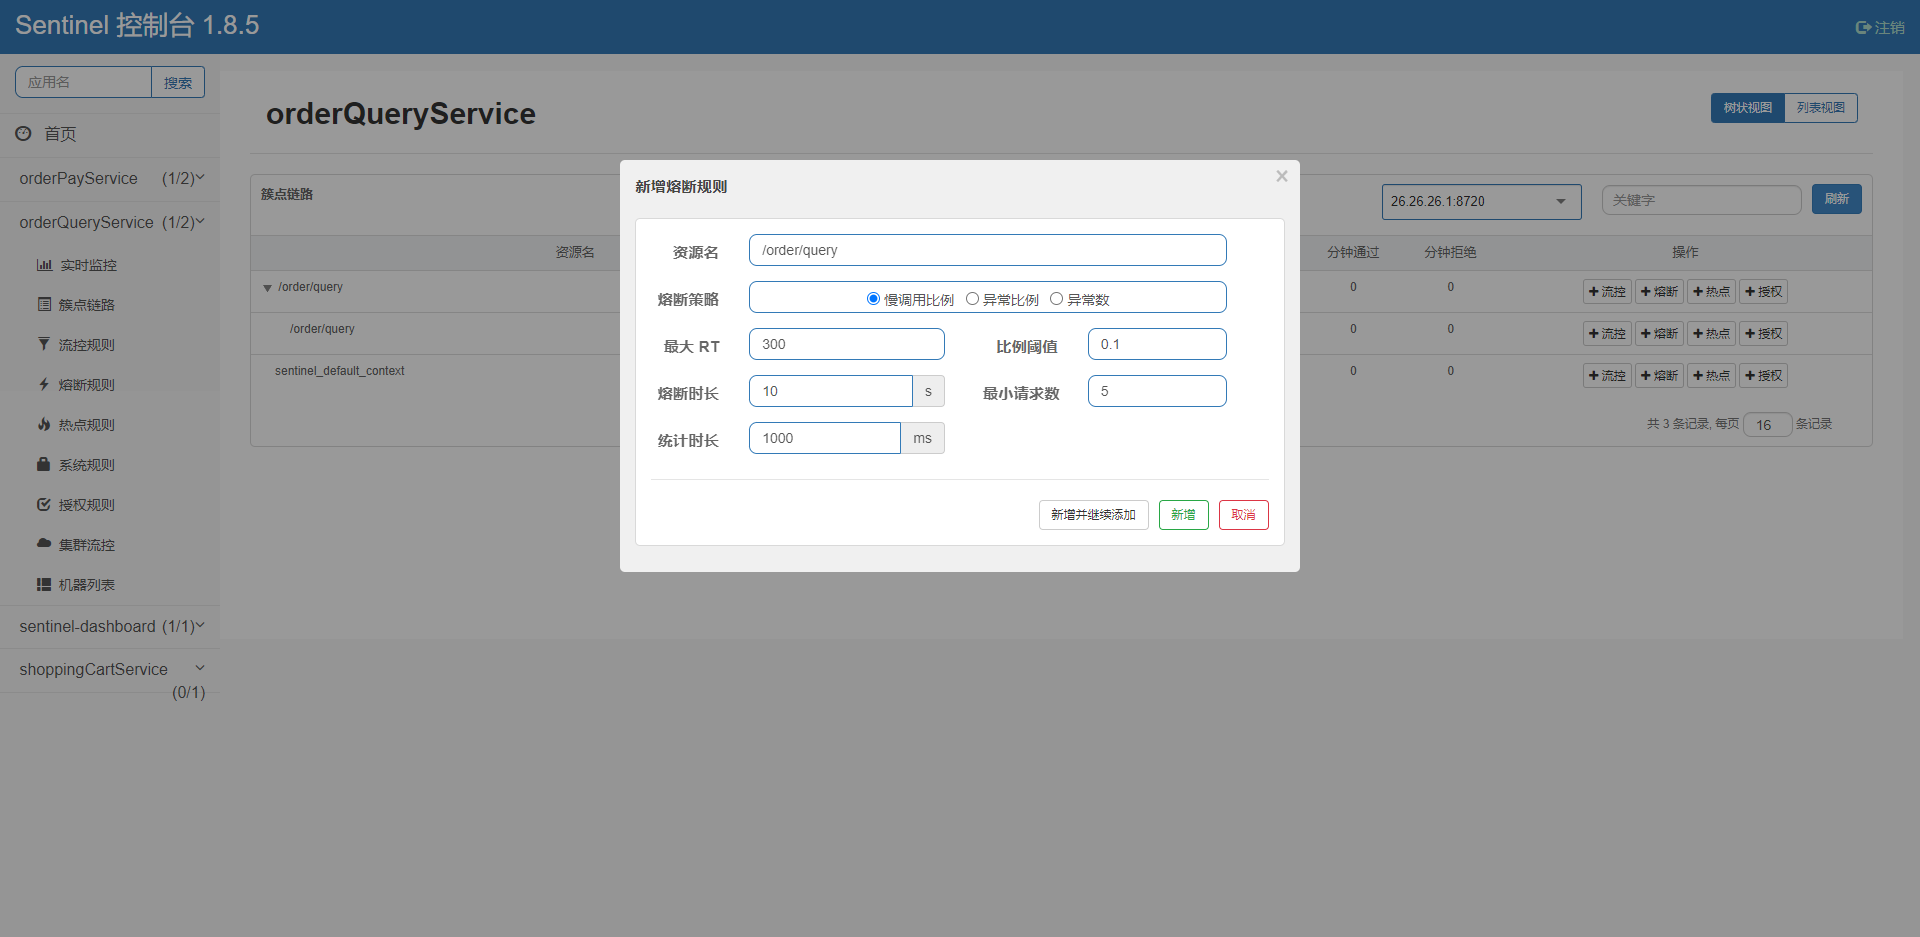 Sentinel 控制台 1.8.5
注销
应用名 搜索
首页
orderPayService (1/2)
orderQueryService (1/2)
实时监控
簇点链路
流控规则
熔断规则
热点规则
系统规则
授权规则
集群流控
机器列表
sentinel-dashboard (1/1)
shoppingCartService
(0/1)
orderQueryService
树状视图 列表视图
簇点链路
26.26.26.1:8720 关键字 刷新
资源名 分钟通过 分钟拒绝 操作
/order/query 0 0 流控 熔断 热点 授权
/order/query 0 0 流控 熔断 热点 授权
sentinel_default_context 0 0 流控 熔断 热点 授权
共 3 条记录, 每页 16 条记录
新增熔断规则 ×
资源名 /order/query
熔断策略 慢调用比例 异常比例 异常数
最大 RT 300 比例阈值 0.1
熔断时长 10 s 最小请求数 5
统计时长 1000 ms
新增并继续添加 新增 取消